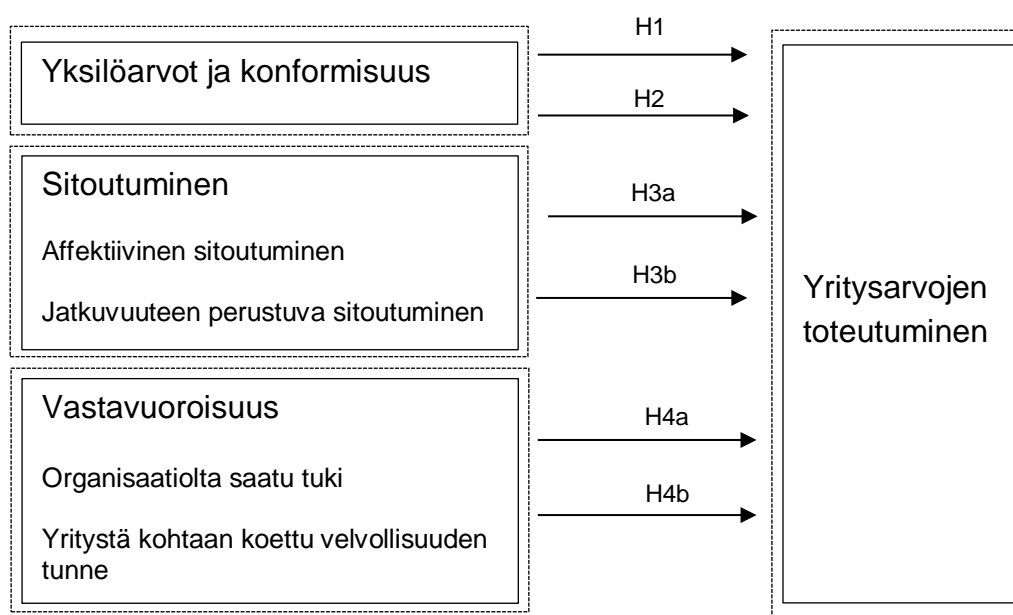 Yksilöarvot ja konformisuus
H1
H2
Sitoutuminen
Affektiivinen sitoutuminen
Jatkuvuuteen perustuva sitoutuminen
H3a
H3b
Vastavuoroisuus
Organisaatiolta saatu tuki
Yritystä kohtaan koettu velvollisuuden
tunne
H4a
H4b
Yritysarvojen
toteutuminen